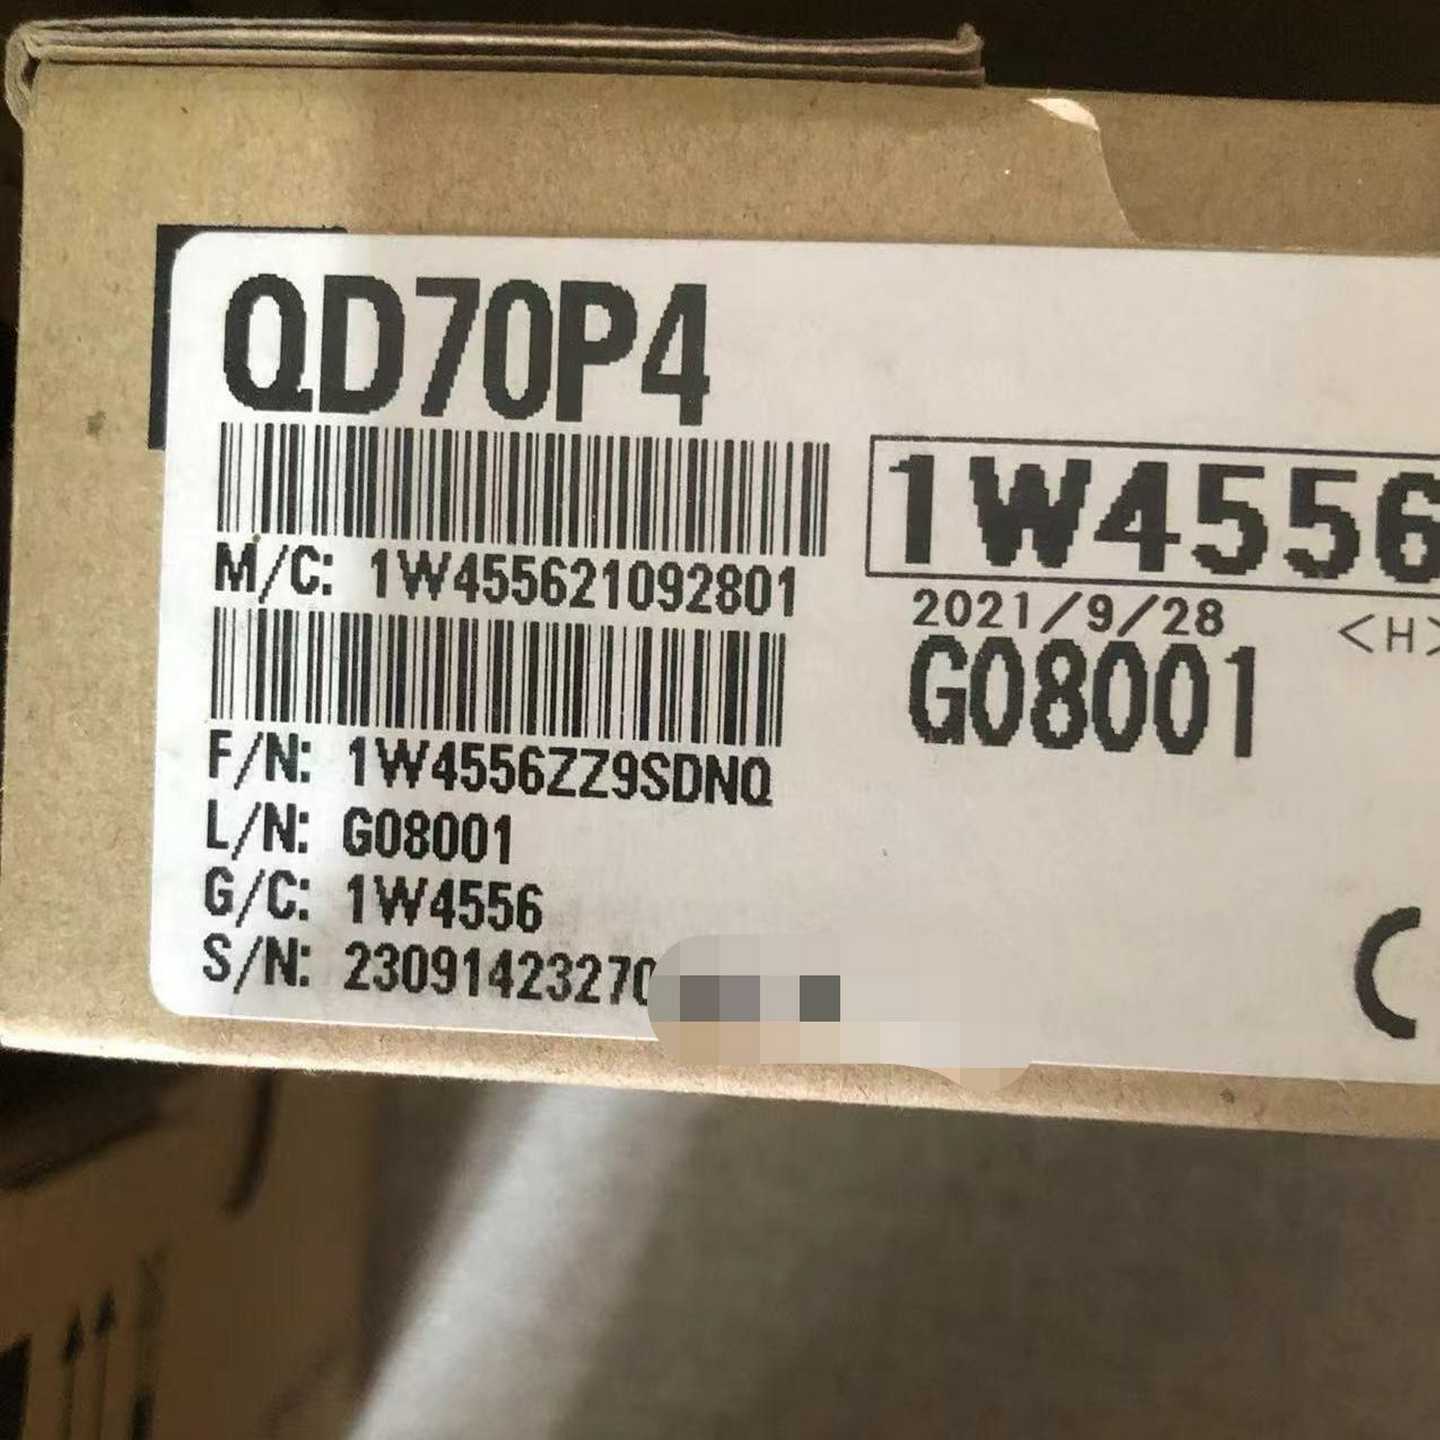 QD70P4
1W4556
M/C: 1W455621092801
2021/9/28
<H>
G08001
F/N: 1W4556ZZ9SDNQ
L/N: G08001
G/C: 1W4556
S/N: 23091423270